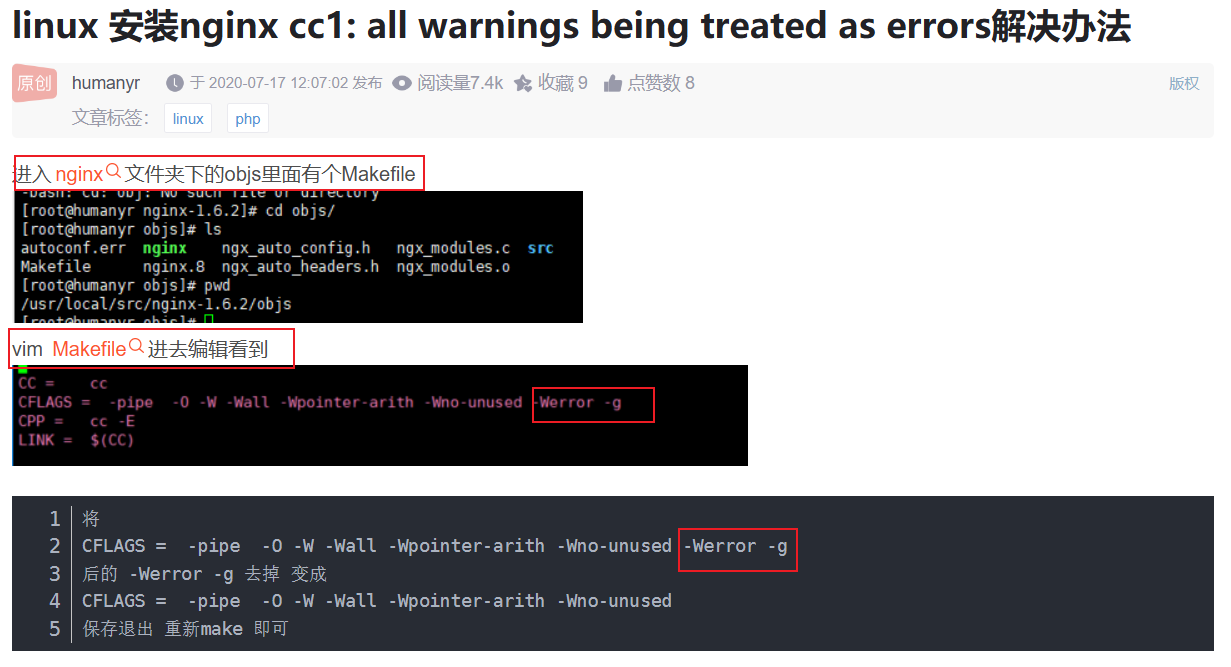 linux 安装nginx cc1: all warnings being treated as errors解决办法
原创 humanyr 于 2020-07-17 12:07:02 发布 阅读量7.4k 收藏 9 点赞数 8 版权
文章标签： linux php
进入 nginx 文件夹下的objs里面有个Makefile
-bash: cd: obj: No such file or directory
[root@humanyr nginx-1.6.2]# cd objs/
[root@humanyr objs]# ls
autoconf.err nginx ngx_auto_config.h ngx_modules.c src
Makefile nginx.8 ngx_auto_headers.h ngx_modules.o
[root@humanyr objs]# pwd
/usr/local/src/nginx-1.6.2/objs
[root@humanyr objs]#
vim Makefile 进去编辑看到
CC = cc
CFLAGS = -pipe -O -W -Wall -Wpointer-arith -Wno-unused -Werror -g
CPP = cc -E
LINK = $(CC)
1 将
2 CFLAGS = -pipe -O -W -Wall -Wpointer-arith -Wno-unused -Werror -g
3 后的 -Werror -g 去掉 变成
4 CFLAGS = -pipe -O -W -Wall -Wpointer-arith -Wno-unused
5 保存退出 重新make 即可